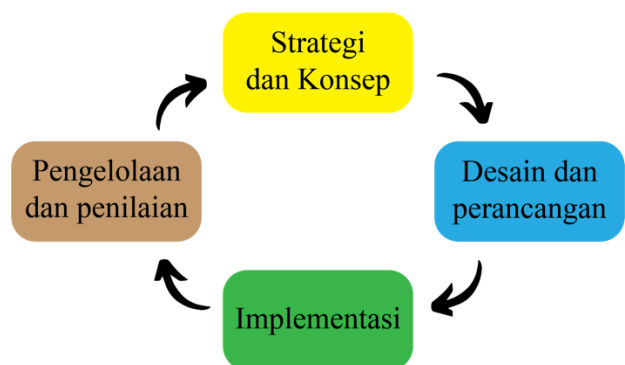 Strategi
dan Konsep
Pengelolaan
dan penilaian
Desain dan
perancangan
Implementasi